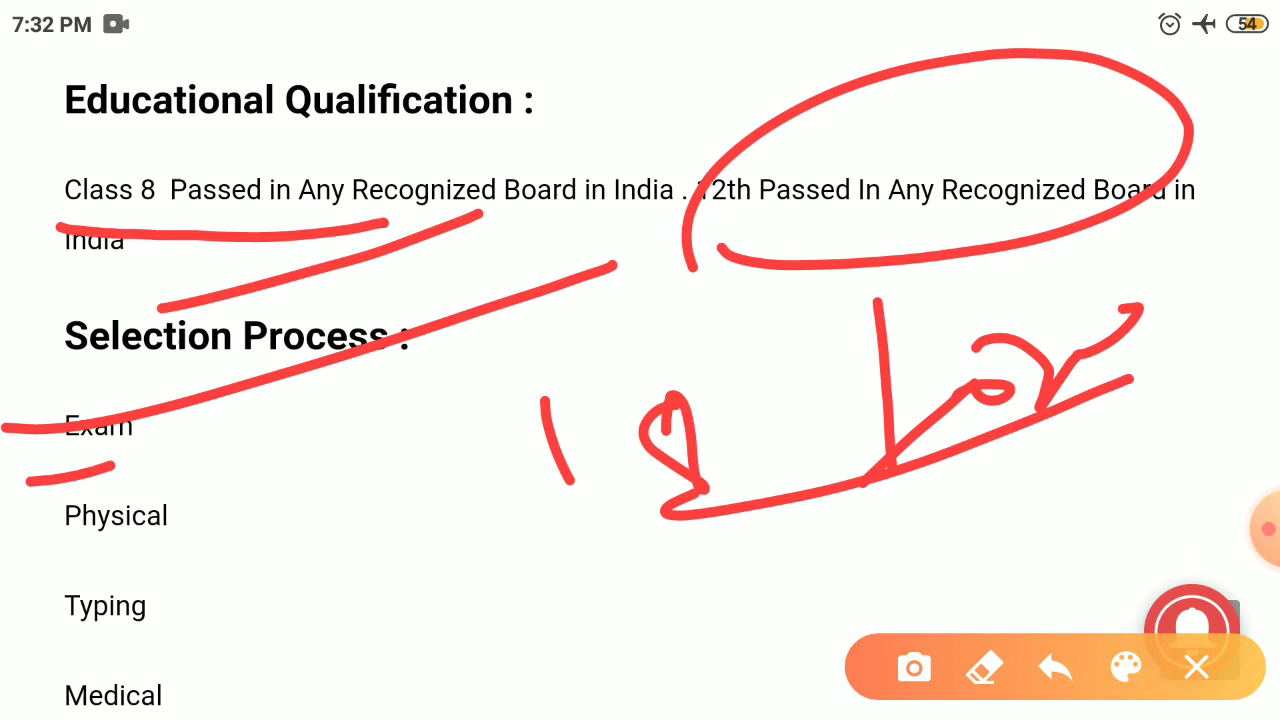 7:32 PM
54
Educational Qualification :
Class 8 Passed in Any Recognized Board in India . 12th Passed In Any Recognized Board in
India
Selection Process :
Exam
Physical
Typing
Medical